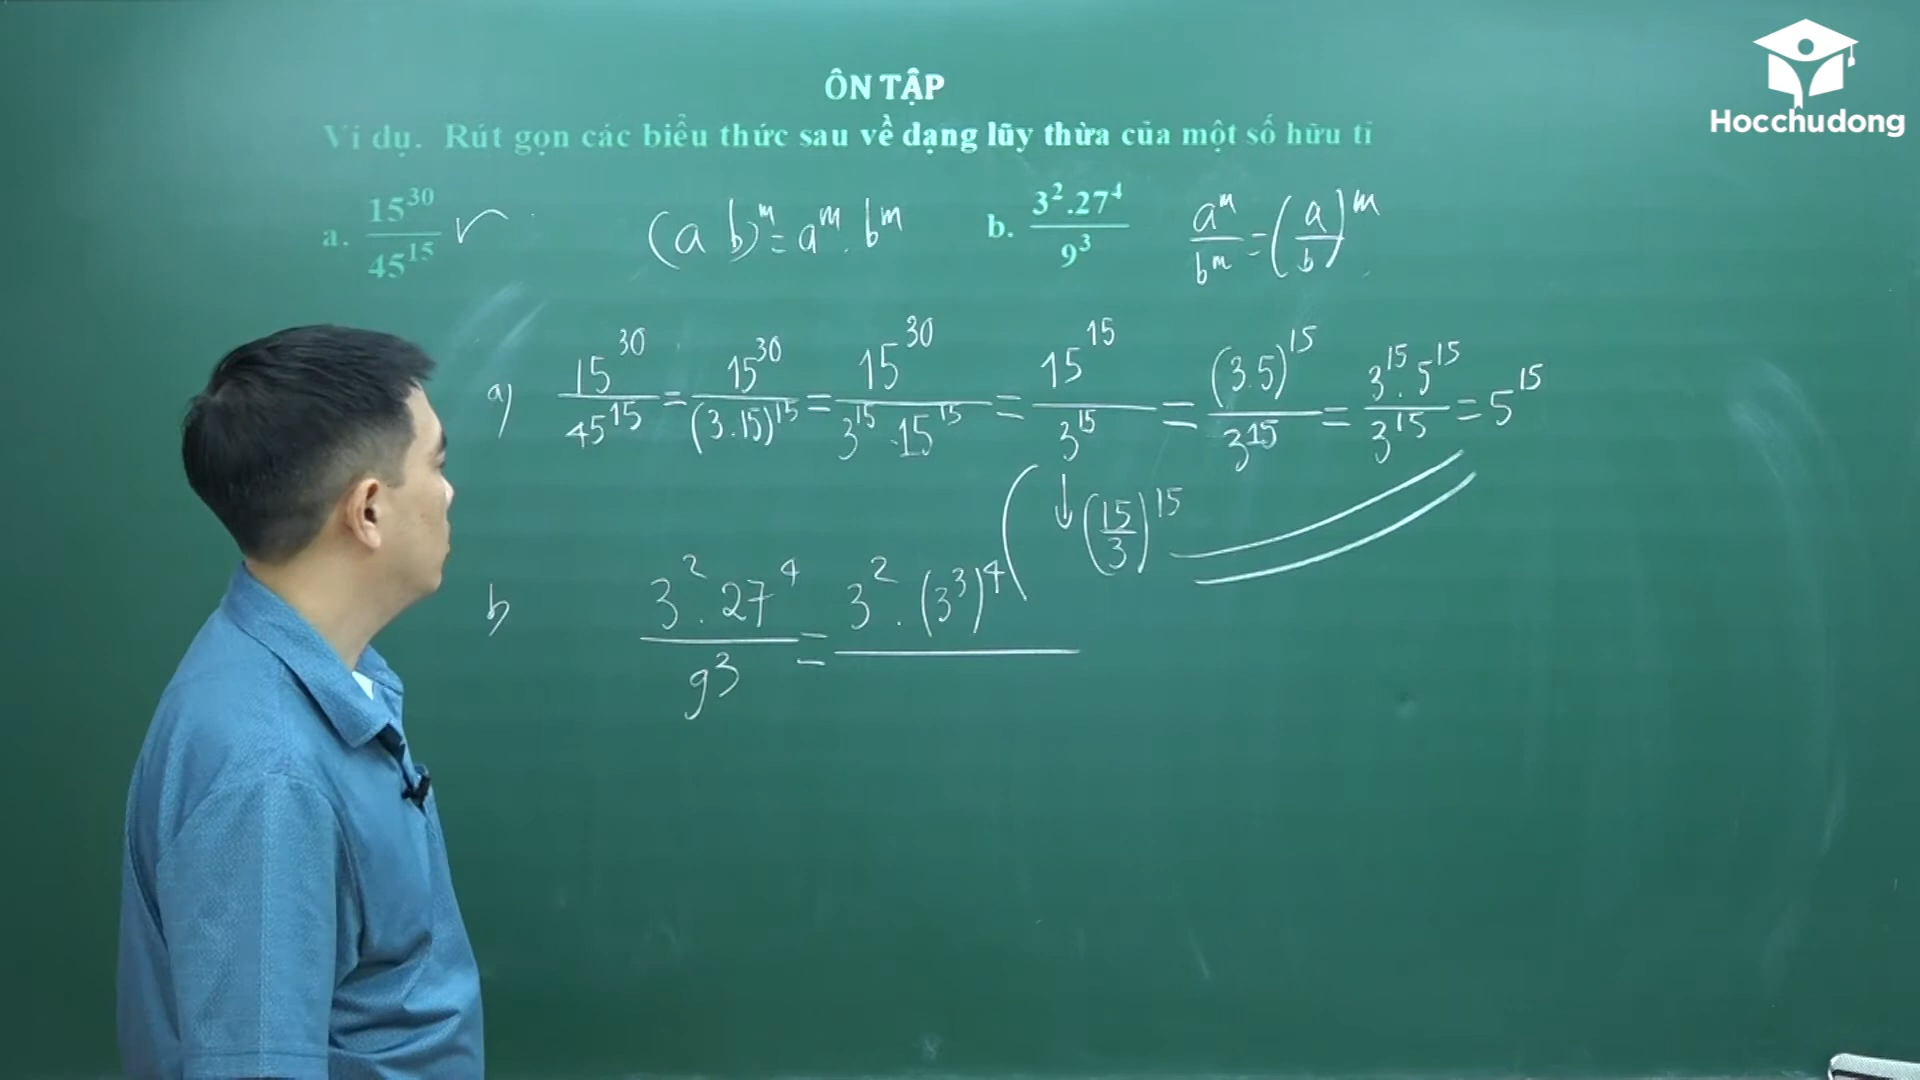 Hocchudong
ÔN TẬP
Ví dụ. Rút gọn các biểu thức sau về dạng lũy thừa của một số hữu tỉ
a. 15^30 / 45^15 (a b)^m = a^m . b^m b. 3^2.27^4 / 9^3 a^m / b^m = (a / b)^m
a) 15^30 / 45^15 = 15^30 / (3.15)^15 = 15^30 / 3^15 . 15^15 = 15^15 / 3^15 = (3.5)^15 / 3^15 = 3^15 . 5^15 / 3^15 = 5^15
↓ (15 / 3)^15
b) 3^2 . 27^4 / 9^3 = 3^2 . (3^3)^4